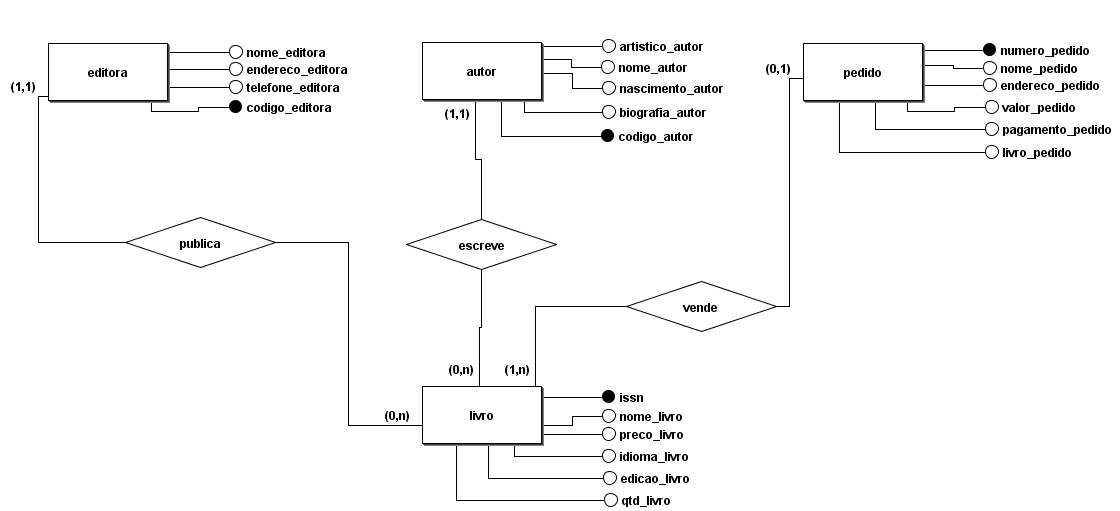 editora
nome_editora
endereco_editora
telefone_editora
codigo_editora
(1,1)
autor
artistico_autor
nome_autor
nascimento_autor
biografia_autor
codigo_autor
(1,1)
pedido
numero_pedido
nome_pedido
endereco_pedido
valor_pedido
pagamento_pedido
livro_pedido
(0,1)
publica
escreve
vende
(0,n)
(1,n)
(0,n)
livro
issn
nome_livro
preco_livro
idioma_livro
edicao_livro
qtd_livro